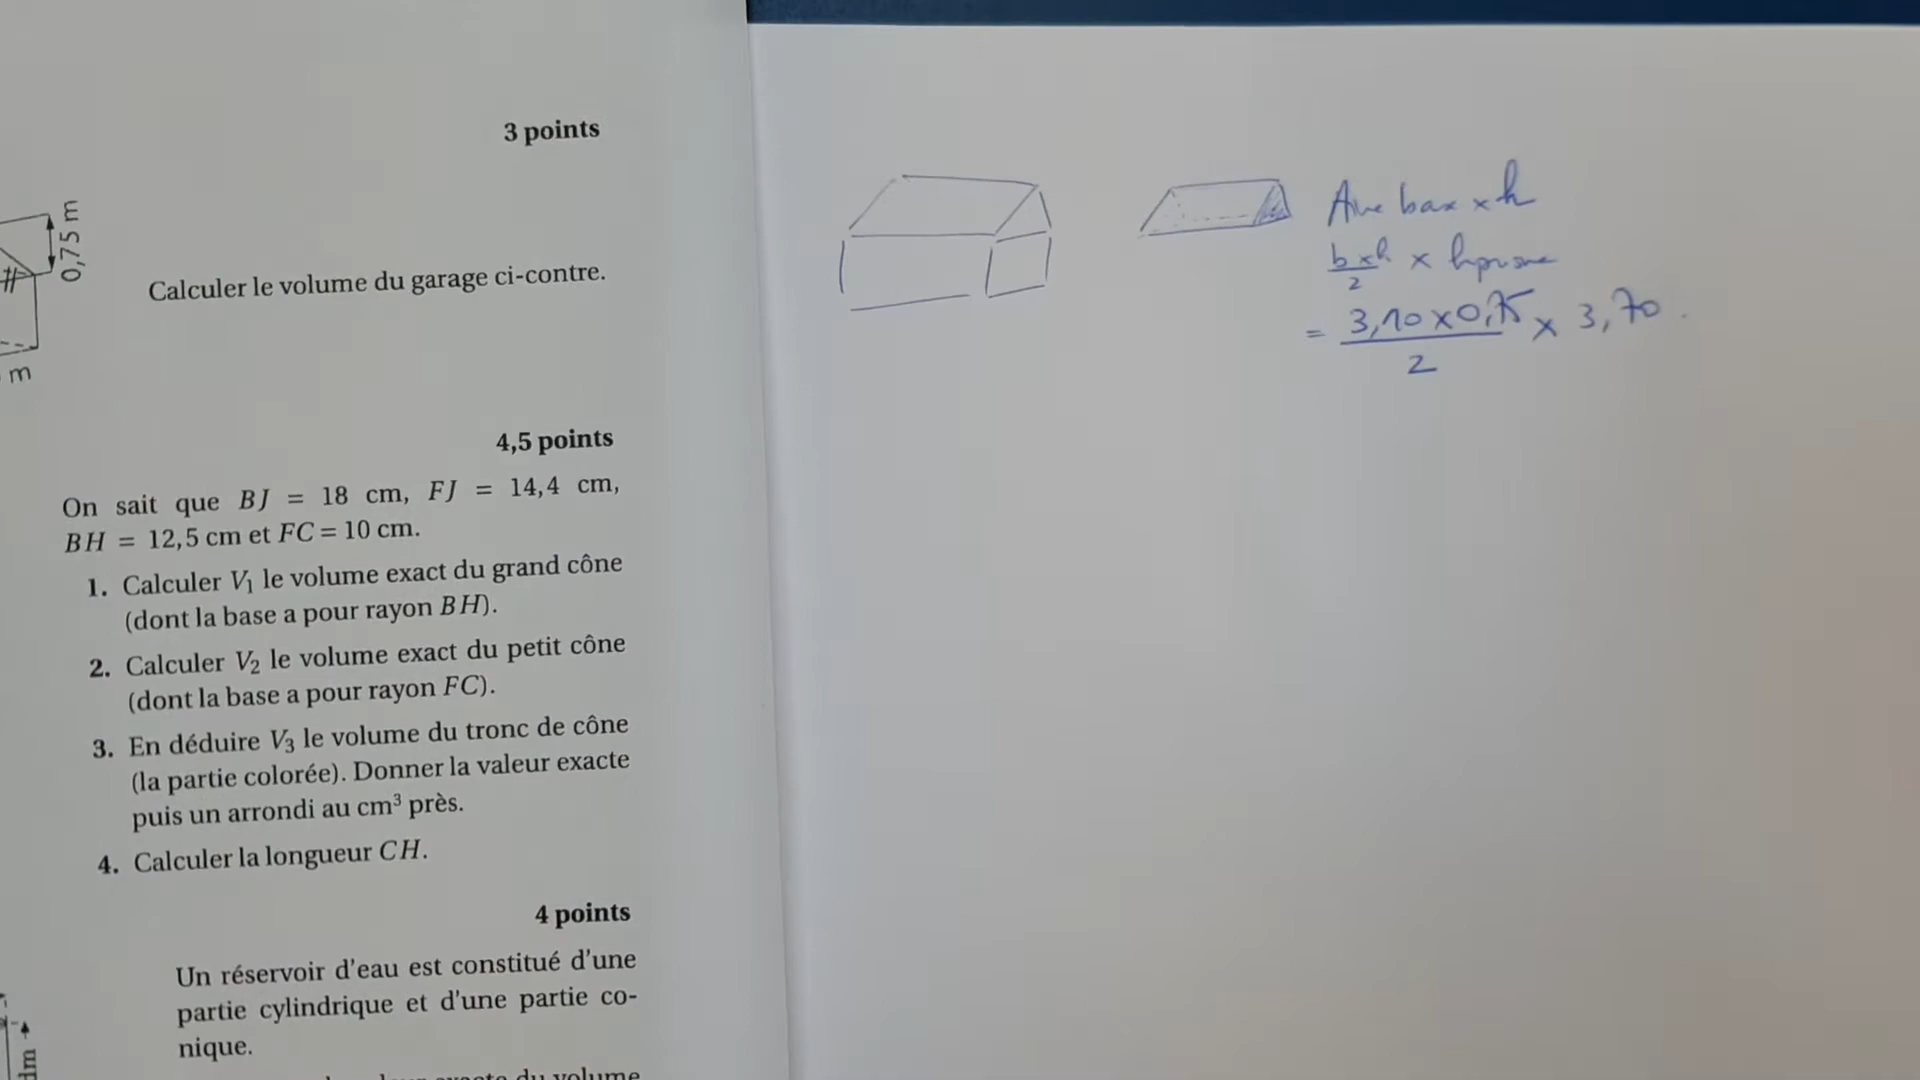 3 points
0,75 m
m
Calculer le volume du garage ci-contre.
4,5 points
On sait que BJ = 18 cm, FJ = 14,4 cm,
BH = 12,5 cm et FC = 10 cm.
1. Calculer V1 le volume exact du grand cône
(dont la base a pour rayon BH).
2. Calculer V2 le volume exact du petit cône
(dont la base a pour rayon FC).
3. En déduire V3 le volume du tronc de cône
(la partie colorée). Donner la valeur exacte
puis un arrondi au cm³ près.
4. Calculer la longueur CH.
4 points
Un réservoir d'eau est constitué d'une
partie cylindrique et d'une partie co-
nique.
du volume
dm
Aire base x h
b x h / 2 x h prisme
= 3,10 x 0,75 / 2 x 3,70